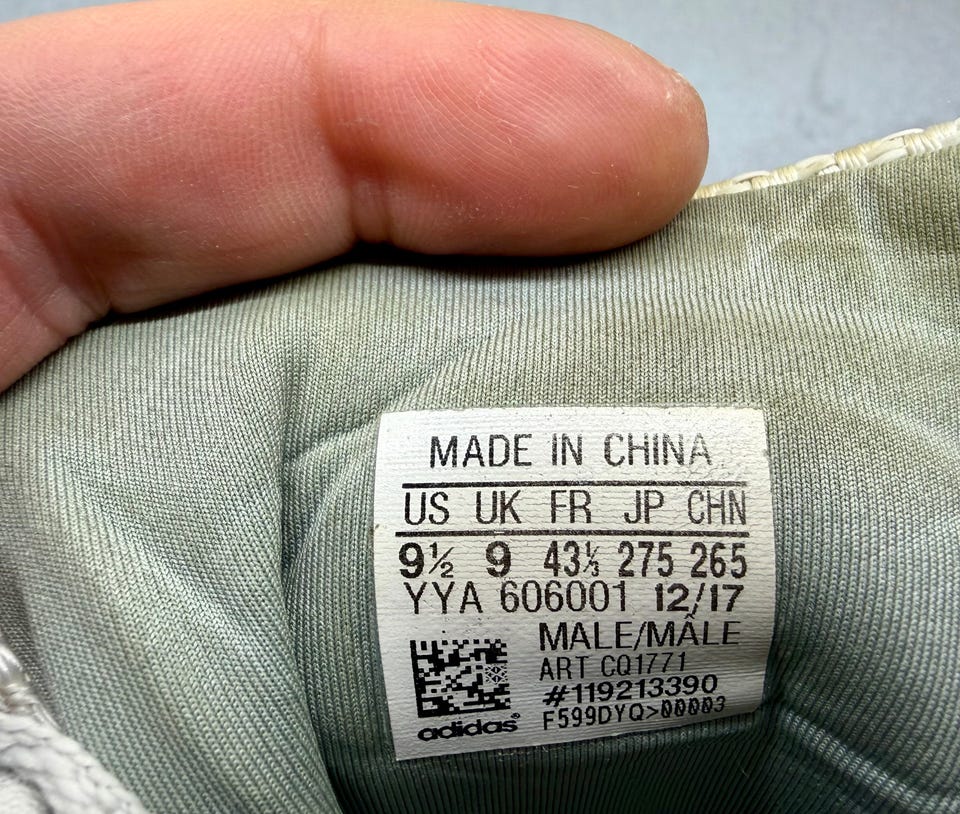 MADE IN CHINA
US UK FR JP CHN
9½ 9 43⅓ 275 265
YYA 606001 12/17
MALE/MÂLE
ART CQ1771
#119213390
F599DYQ>00003
adidas®